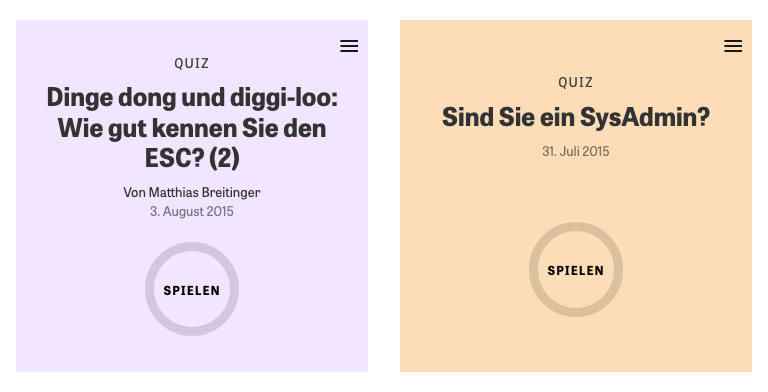 QUIZ
Dinge dong und diggi-loo:
Wie gut kennen Sie den
ESC? (2)
Von Matthias Breitinger
3. August 2015
SPIELEN
QUIZ
Sind Sie ein SysAdmin?
31. Juli 2015
SPIELEN